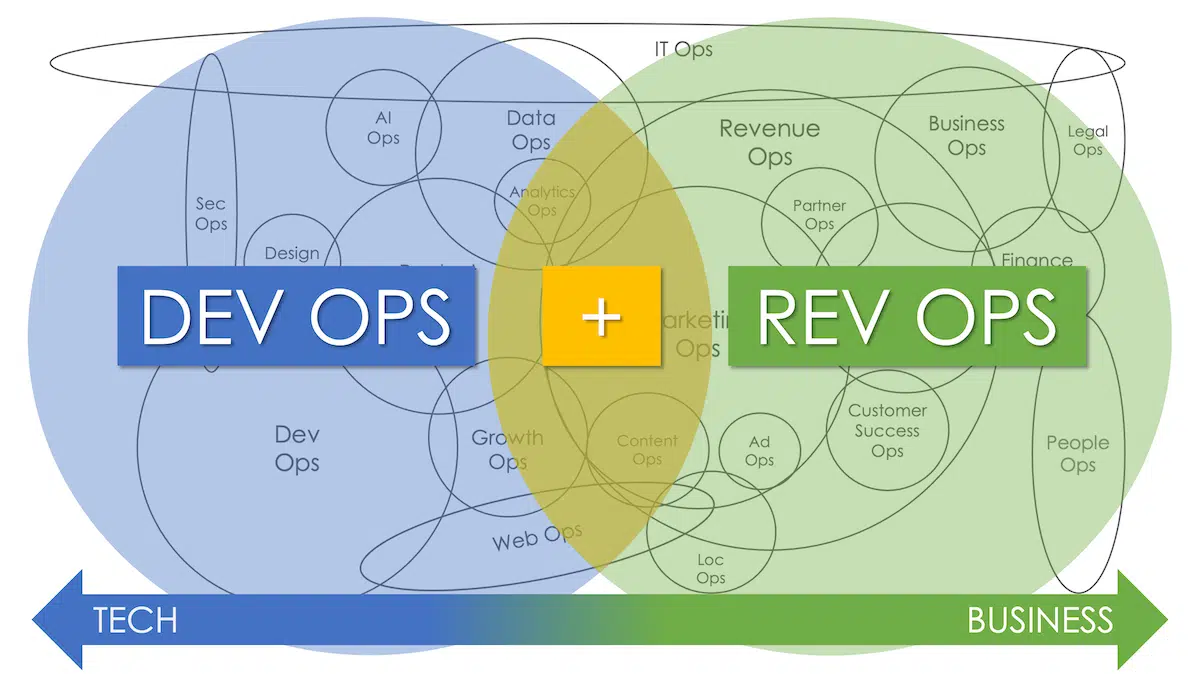 IT Ops
AI
Ops
Data
Ops
Revenue
Ops
Business
Ops
Legal
Ops
Sec
Ops
Analytics
Ops
Partner
Ops
Design
Finance
DEV OPS
+
REV OPS
Ops
Dev
Ops
Growth
Ops
Content
Ops
Ad
Ops
Customer
Success
Ops
People
Ops
Web Ops
Loc
Ops
TECH
BUSINESS